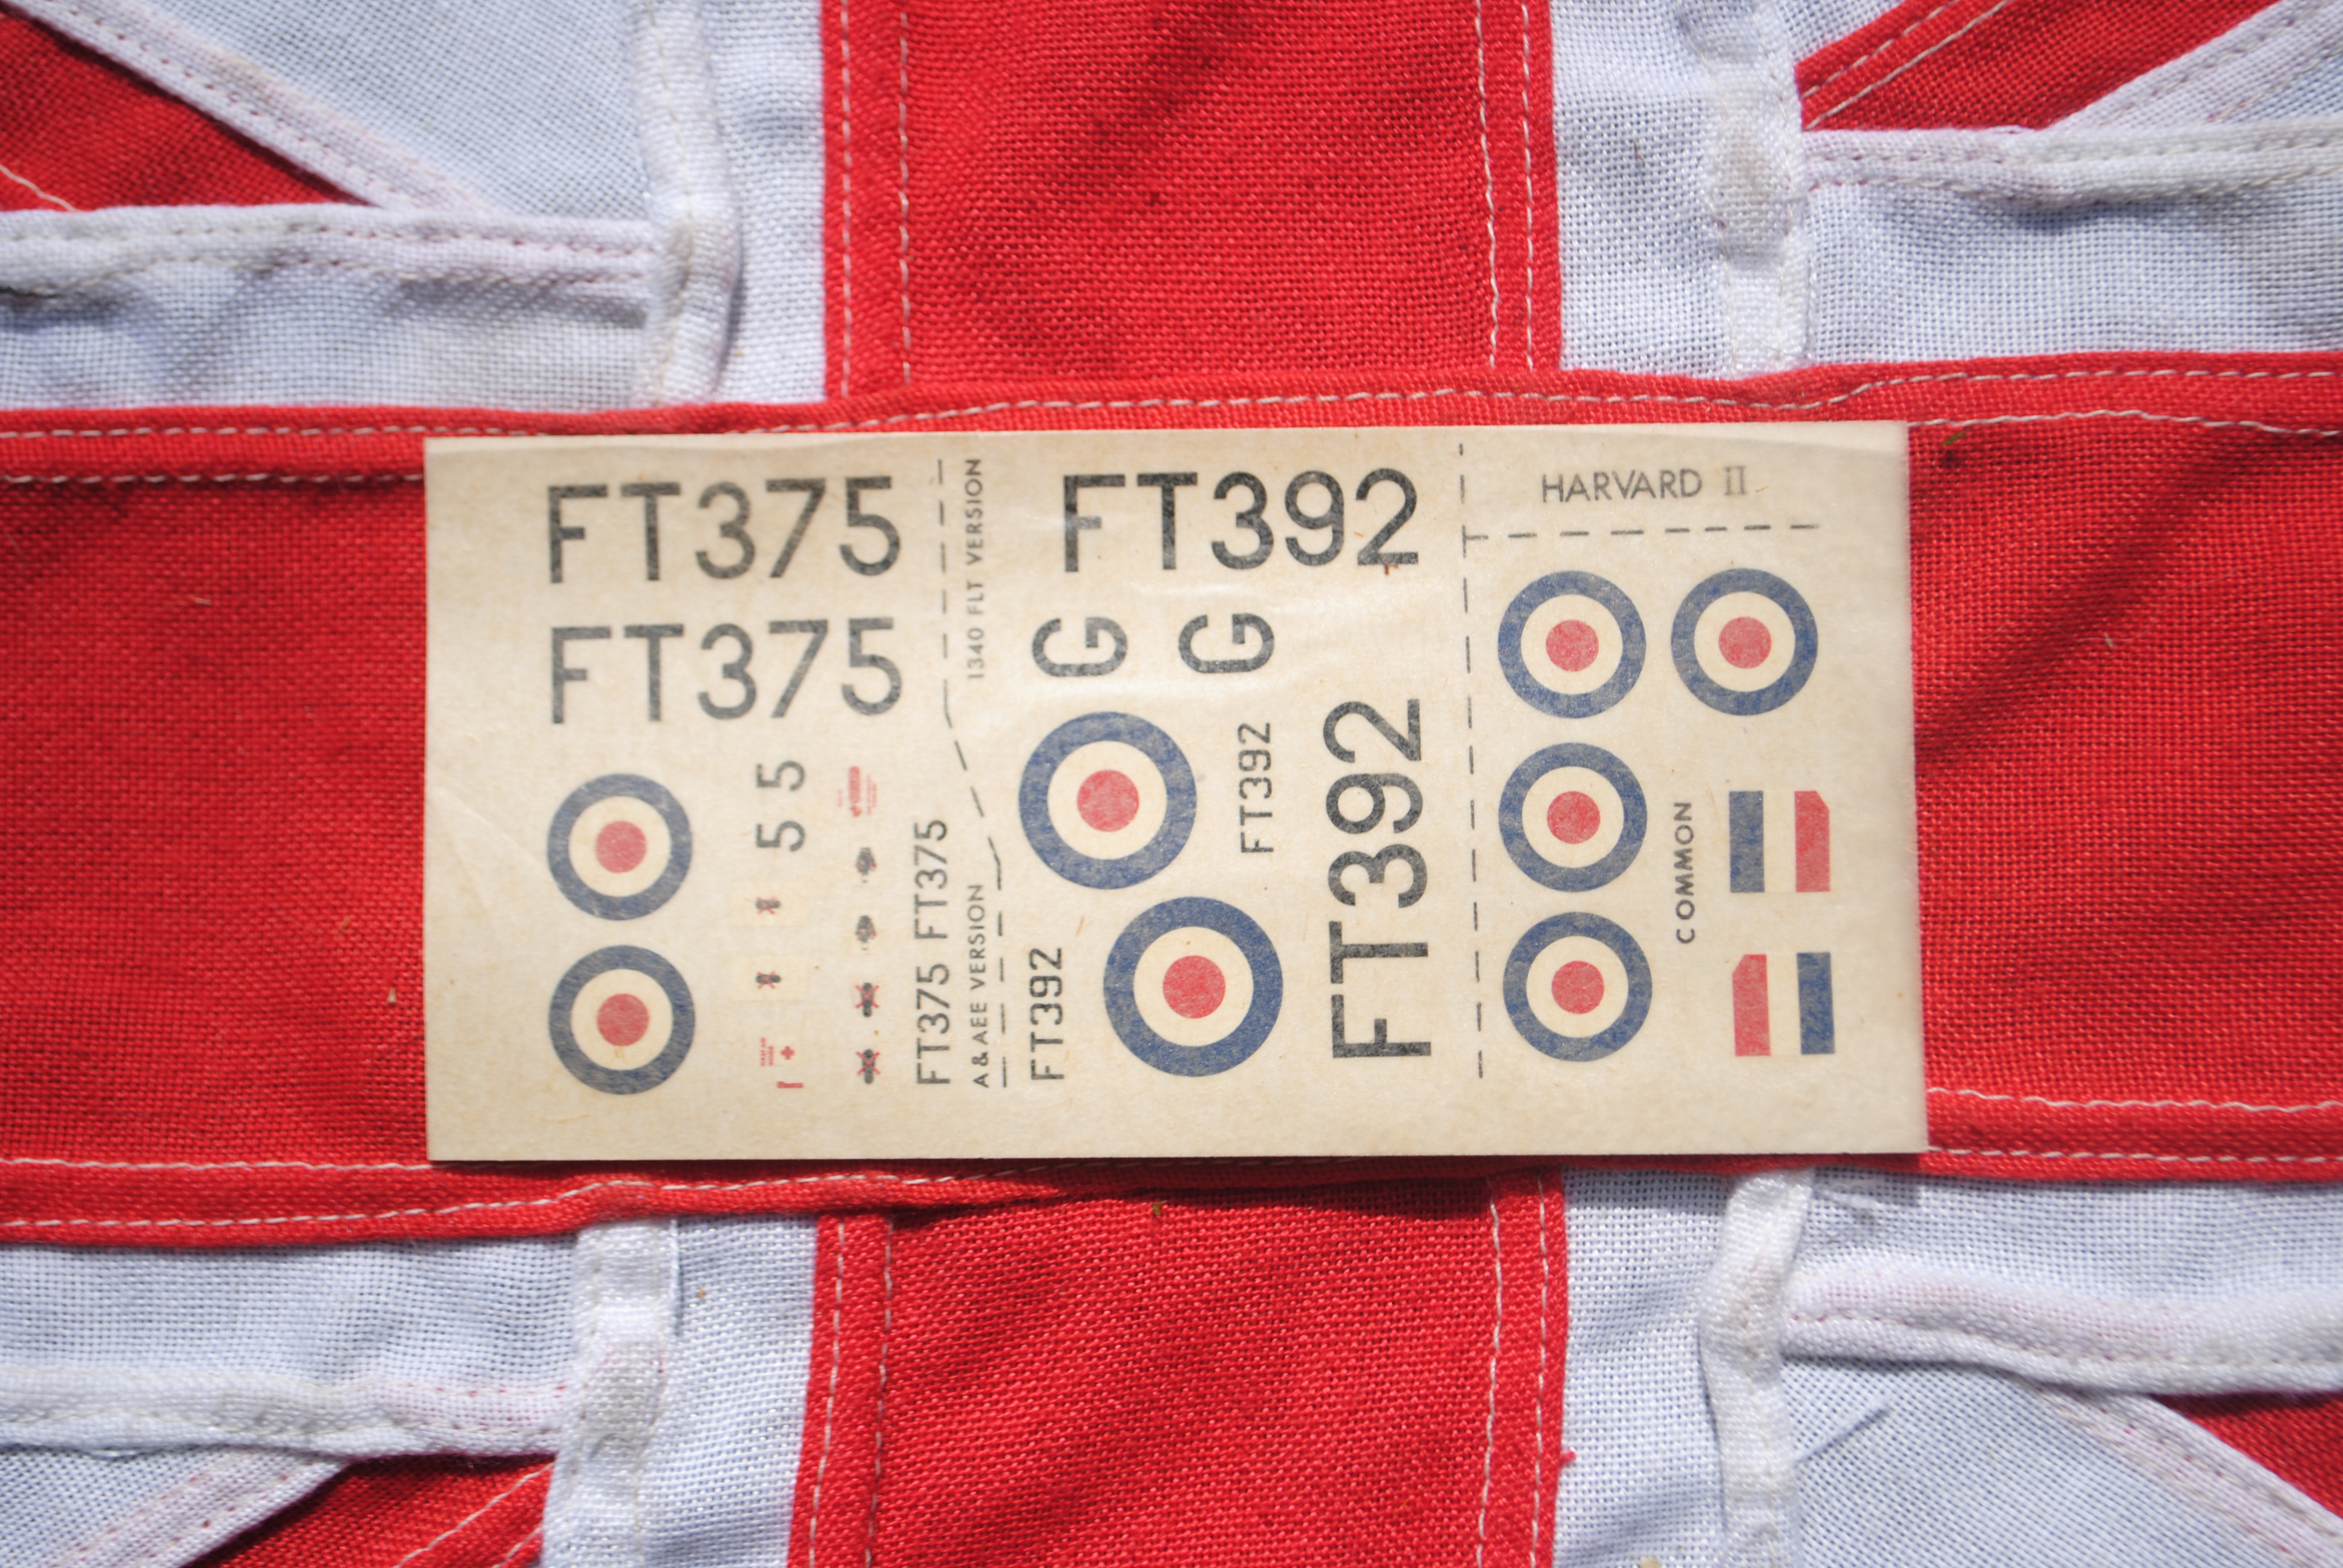 FT375
FT375
5 5
FT375 FT375
A & AEE VERSION
1340 FLT VERSION
FT392
G G
FT392
FT392
FT392
HARVARD II
COMMON